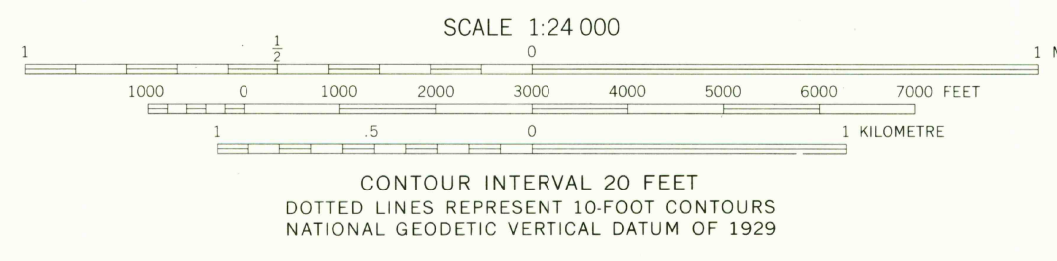 SCALE 1:24 000
1 1/2 0 1
1000 0 1000 2000 3000 4000 5000 6000 7000 FEET
1 .5 0 1 KILOMETRE
CONTOUR INTERVAL 20 FEET
DOTTED LINES REPRESENT 10-FOOT CONTOURS
NATIONAL GEODETIC VERTICAL DATUM OF 1929